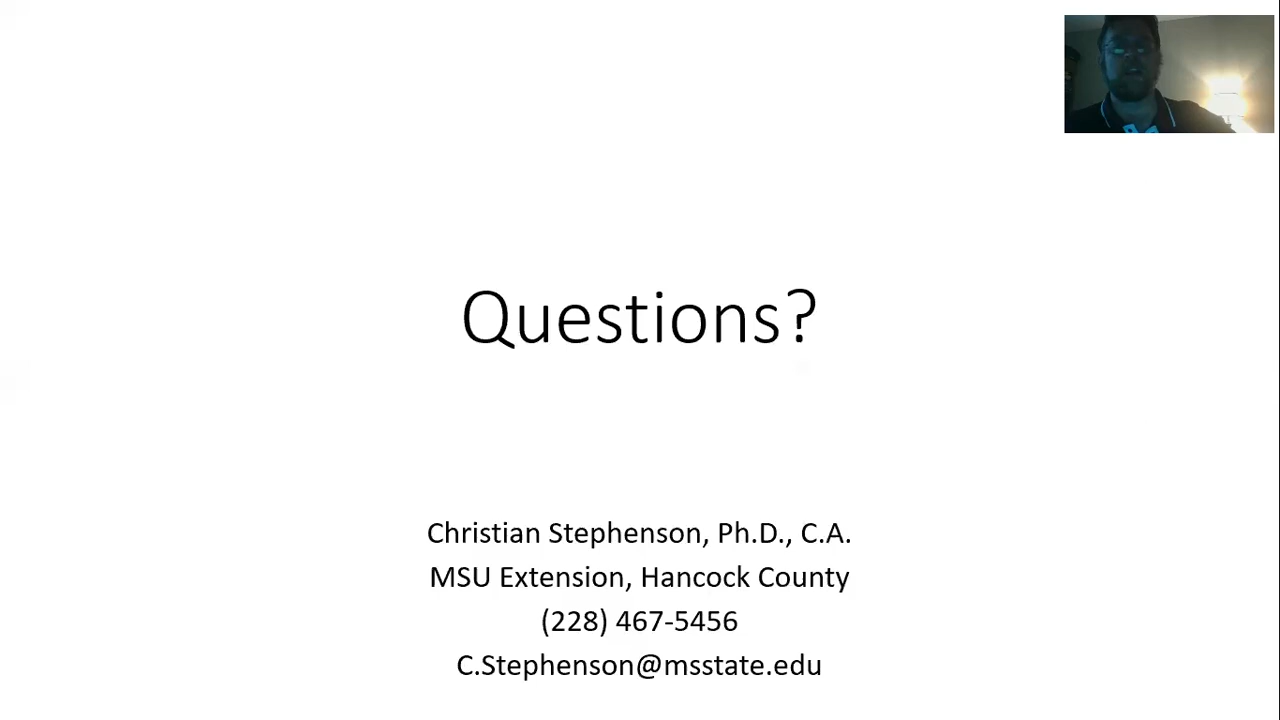 Questions?
Christian Stephenson, Ph.D., C.A.
MSU Extension, Hancock County
(228) 467-5456
C.Stephenson@msstate.edu